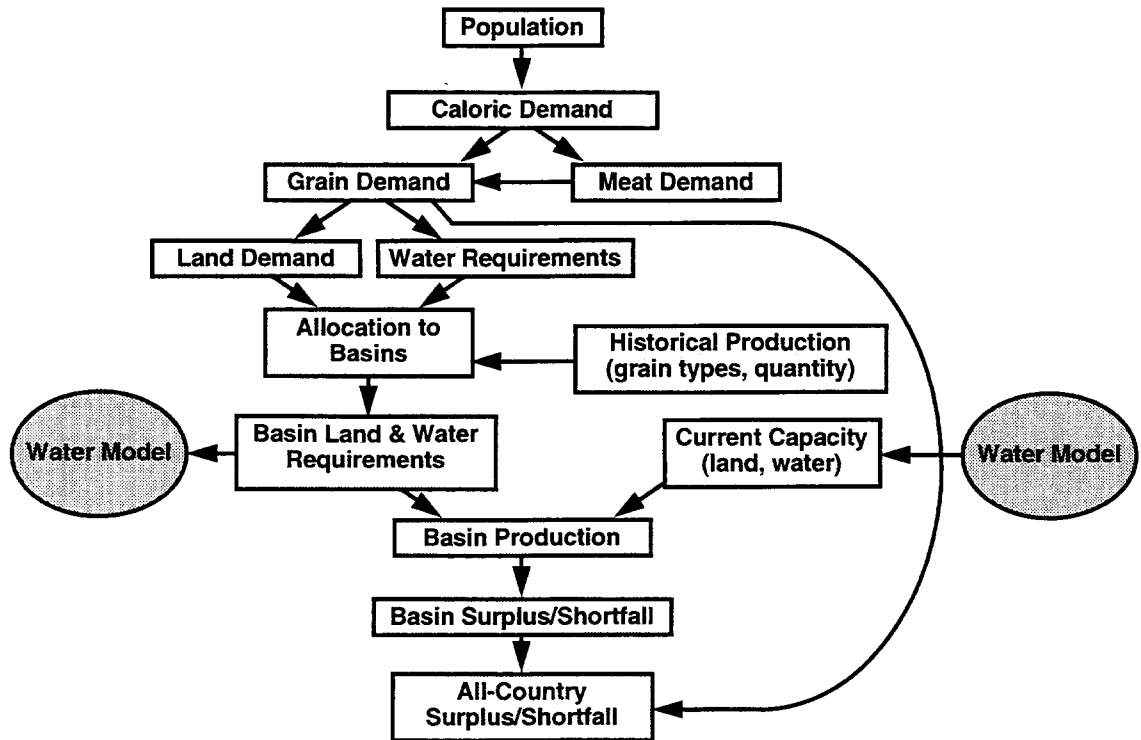 Population
Caloric Demand
Grain Demand
Meat Demand
Land Demand
Water Requirements
Allocation to
Basins
Historical Production
(grain types, quantity)
Water Model
Basin Land & Water
Requirements
Current Capacity
(land, water)
Water Model
Basin Production
Basin Surplus/Shortfall
All-Country
Surplus/Shortfall